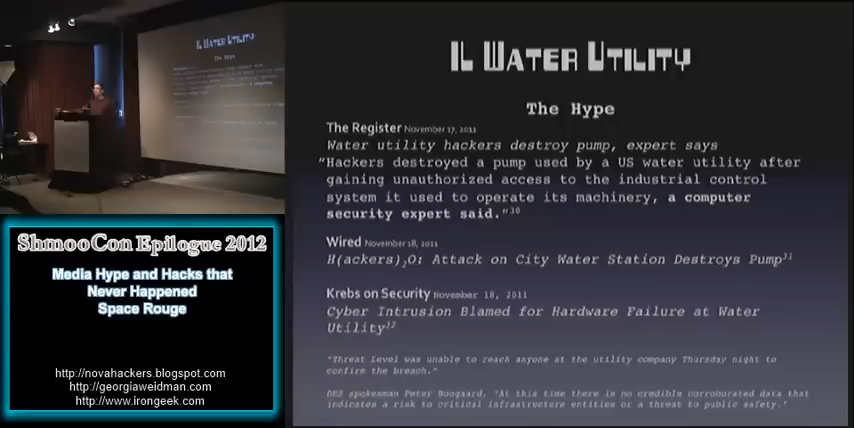 IL WATER UTILITY
The Hype
The Register November 17, 2011
Water utility hackers destroy pump, expert says
"Hackers destroyed a pump used by a US water utility after
gaining unauthorized access to the industrial control
system it used to operate its machinery, a computer
security expert said."30
Wired November 18, 2011
H(ackers)2O: Attack on City Water Station Destroys Pump31
Krebs on Security November 18, 2011
Cyber Intrusion Blamed for Hardware Failure at Water
Utility32
"Threat Level was unable to reach anyone at the utility company Thursday night to
confirm the breach."
DHS spokesman Peter Boogaard, "At this time there is no credible corroborated data that
indicates a risk to critical infrastructure entities or a threat to public safety."
IL WATER UTILITY
The Hype
ShmooCon Epilogue 2012
Media Hype and Hacks that
Never Happened
Space Rouge
http://novahackers.blogspot.com
http://georgiaweidman.com
http://www.irongeek.com